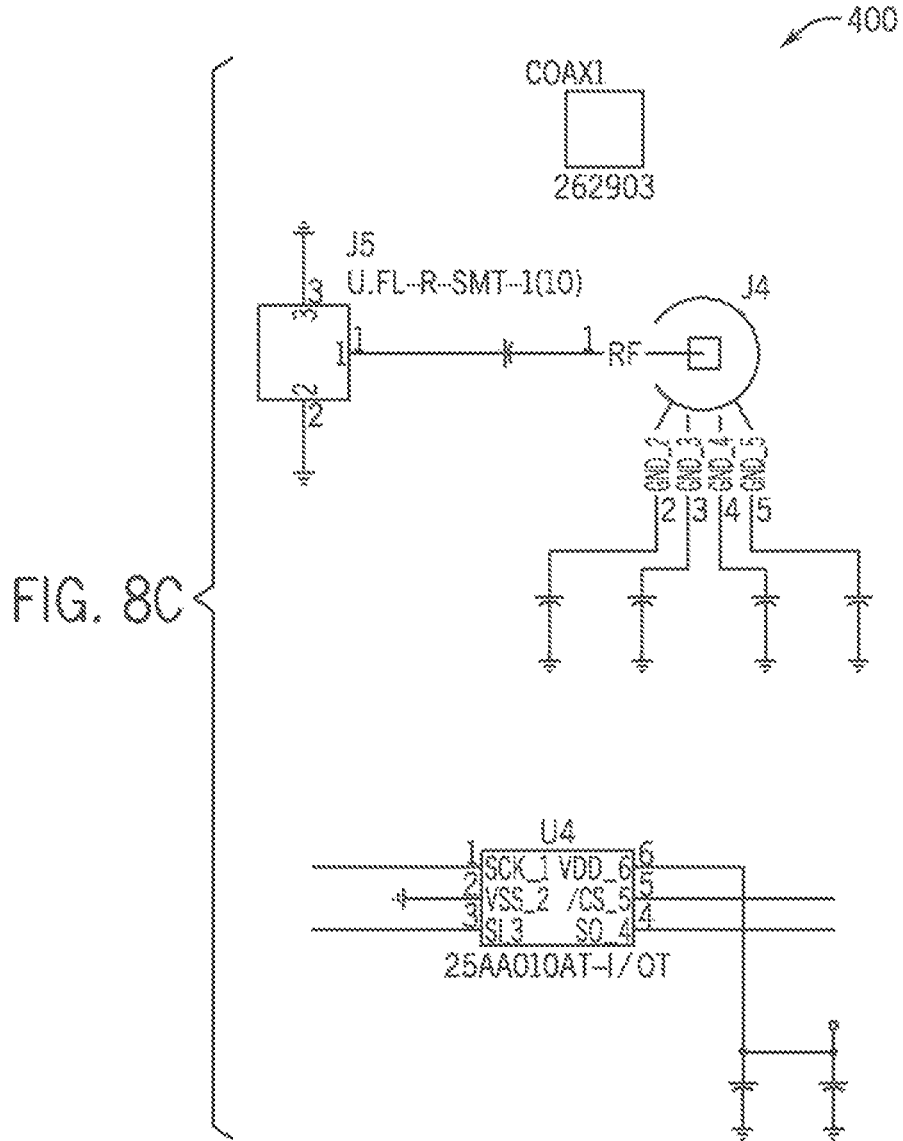 400
COAX1
262903
J5
U.FL-R-SMT-1(10)
3
3
1
1
2
2
1
RF
J4
GND_2 GND_3 GND_4 GND_5
2 3 4 5
FIG. 8C
U4
1 SCK_1 VDD_6 6
2 VSS_2 /CS_5 5
3 SI_3 SO_4 4
25AA010AT-I/OT